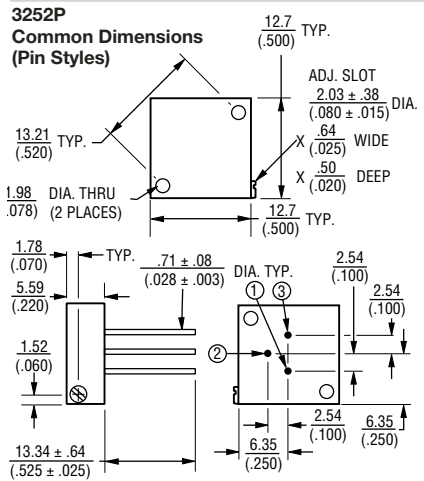 3252P
Common Dimensions
(Pin Styles)
12.7
(.500) TYP.
ADJ. SLOT
2.03 ± .38
(.080 ± .015) DIA.
X .64
(.025) WIDE
X .50
(.020) DEEP
13.21
(.520) TYP.
1.98
.078) DIA. THRU
(2 PLACES)
12.7
(.500) TYP.
1.78
(.070) TYP.
5.59
(.220)
.71 ± .08
(.028 ± .003) DIA. TYP.
1
3
2
2.54
(.100)
2.54
(.100)
1.52
(.060)
2.54
(.100)
6.35
(.250)
6.35
(.250)
13.34 ± .64
(.525 ± .025)